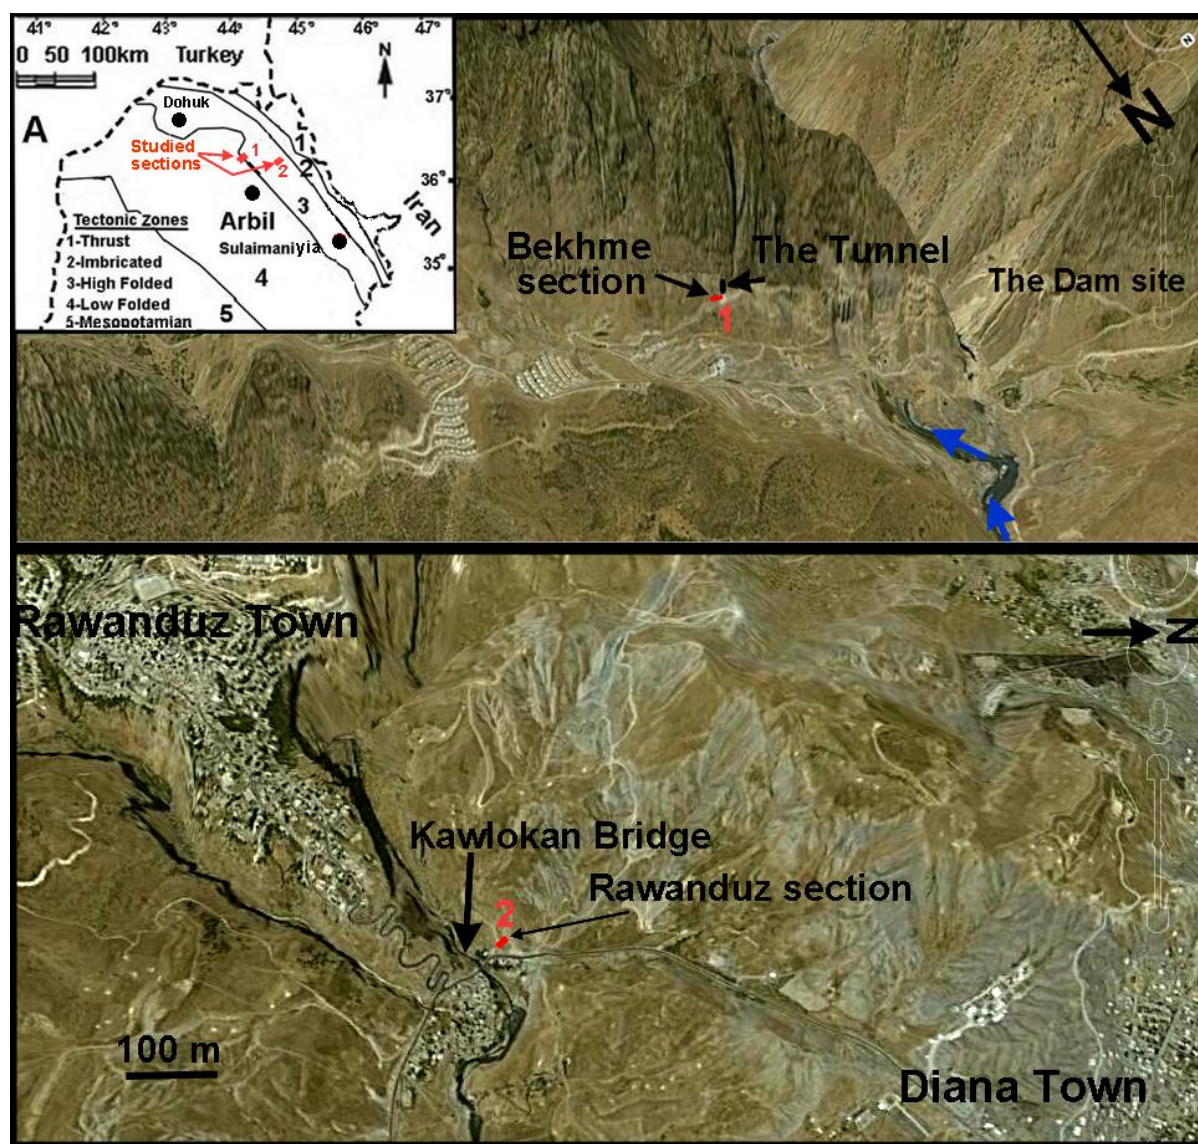 41° 42° 43° 44° 45° 46° 47°
0 50 100km Turkey
N
37°
Dohuk
A
Studied
sections
1
2
1
2
36°
3
Iran
Arbil
Tectonic Zones
1-Thrust
Sulaimaniyia
2-Imbricated
35°
3-High Folded
4
4-Low Folded
5
5-Mesopotamian
N
N
Bekhme
section
The Tunnel
1
The Dam site
Rawanduz Town
N
Kawlokan Bridge
Rawanduz section
2
100 m
Diana Town